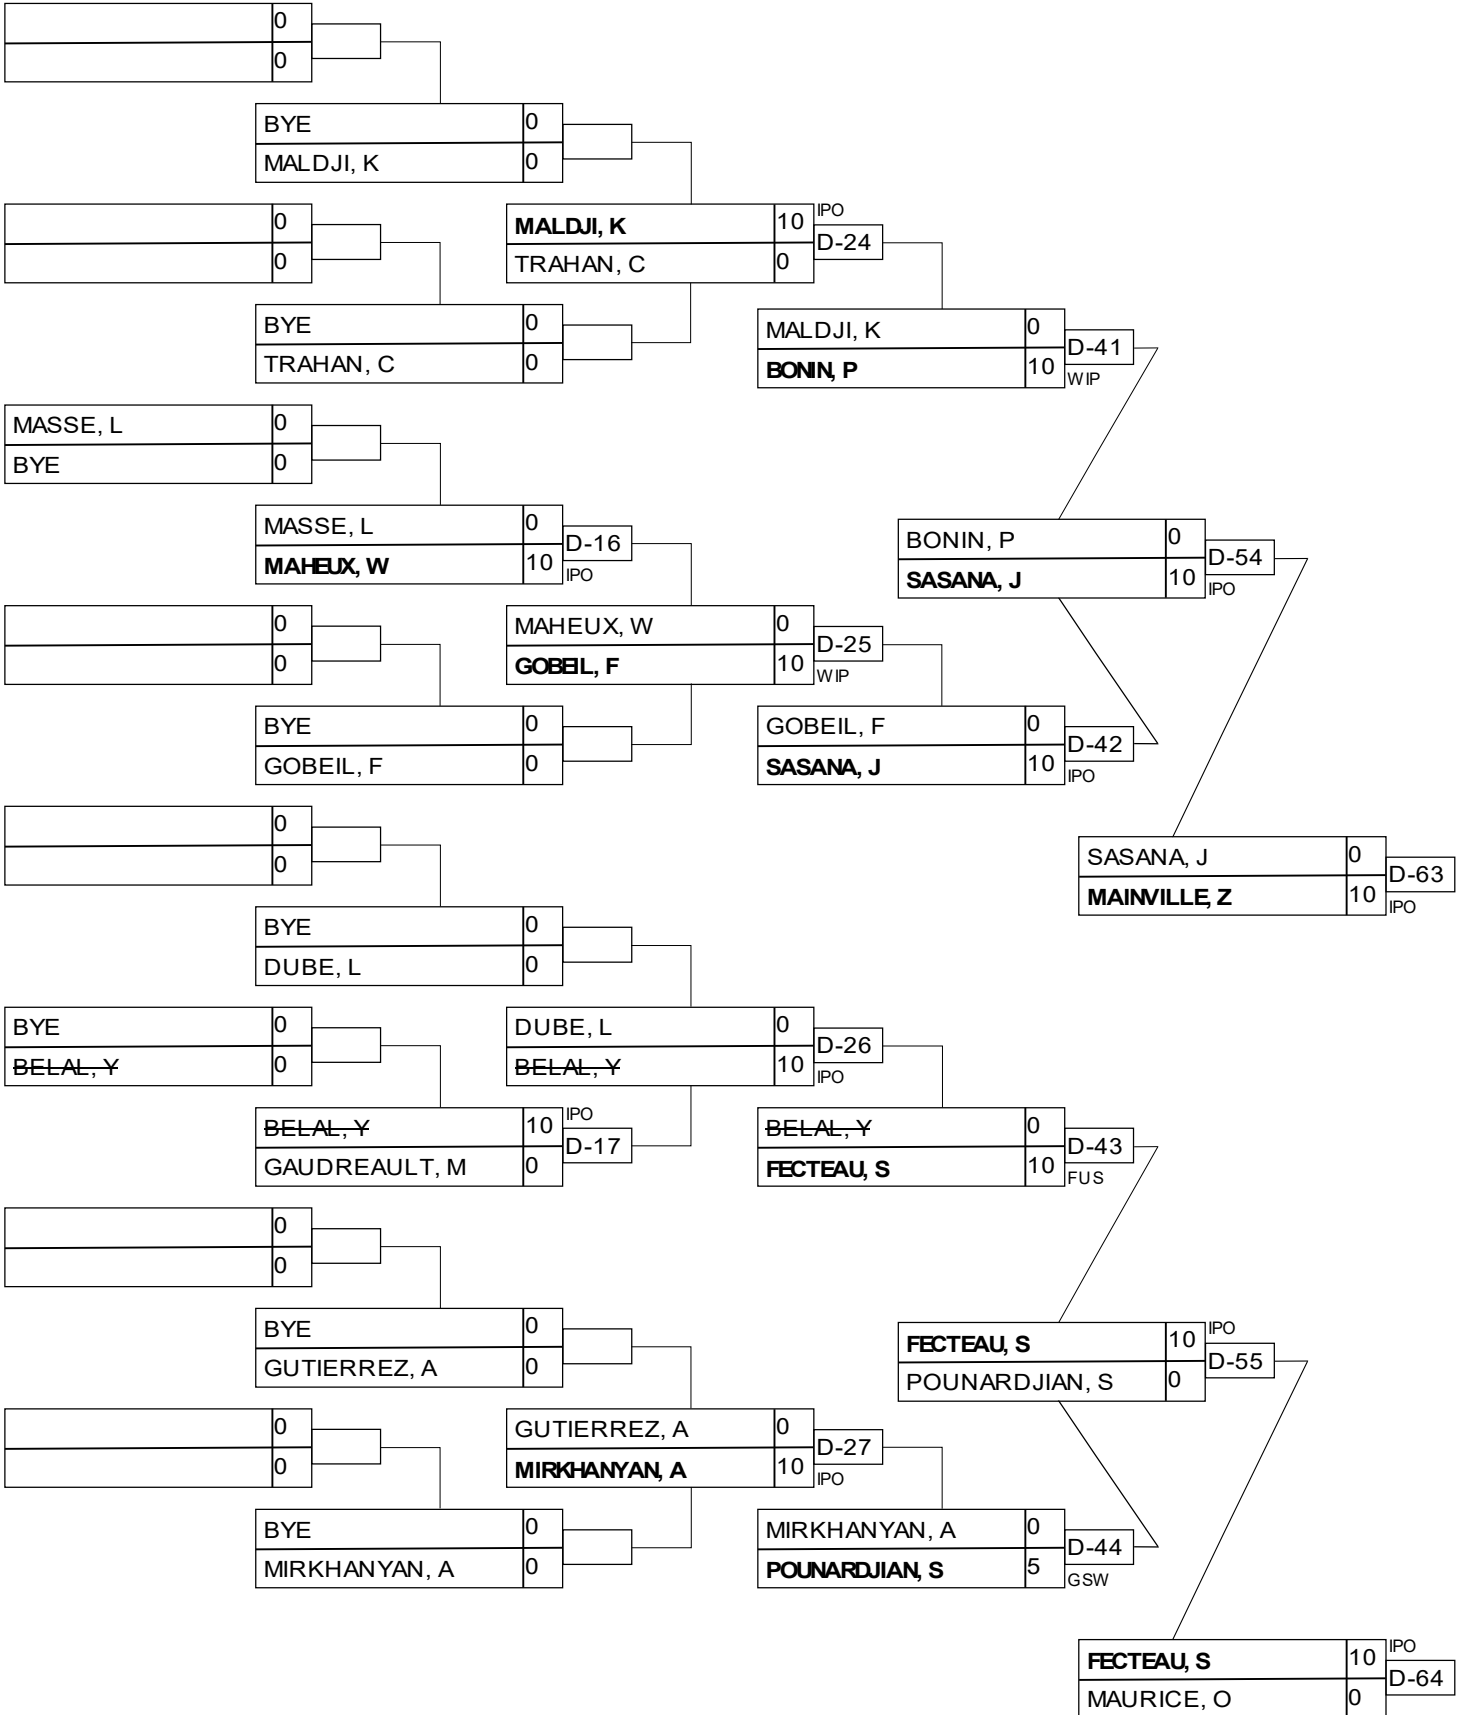 0
0
BYE 0
MALDJI, K 0
0
0
MALDJI, K 10 IPO
D-24
TRAHAN, C 0
BYE 0
TRAHAN, C 0
MALDJI, K 0
D-41
BONIN, P 10 WIP
MASSE, L 0
BYE 0
MASSE, L 0
D-16
MAHEUX, W 10 IPO
BONIN, P 0
D-54
SASANA, J 10 IPO
0
0
MAHEUX, W 0
D-25
GOBEIL, F 10 WIP
BYE 0
GOBEIL, F 0
GOBEIL, F 0
D-42
SASANA, J 10 IPO
0
0
SASANA, J 0
D-63
MAINVILLE, Z 10 IPO
BYE 0
DUBE, L 0
BYE 0
BELAL, Y 0
DUBE, L 0
D-26
BELAL, Y 10 IPO
BELAL, Y 10 IPO
D-17
GAUDREAULT, M 0
BELAL, Y 0
D-43
FECTEAU, S 10 FUS
0
0
BYE 0
GUTIERREZ, A 0
FECTEAU, S 10 IPO
D-55
POUNARDJIAN, S 0
0
0
GUTIERREZ, A 0
D-27
MIRKHANYAN, A 10 IPO
BYE 0
MIRKHANYAN, A 0
MIRKHANYAN, A 0
D-44
POUNARDJIAN, S 5 GSW
FECTEAU, S 10 IPO
D-64
MAURICE, O 0